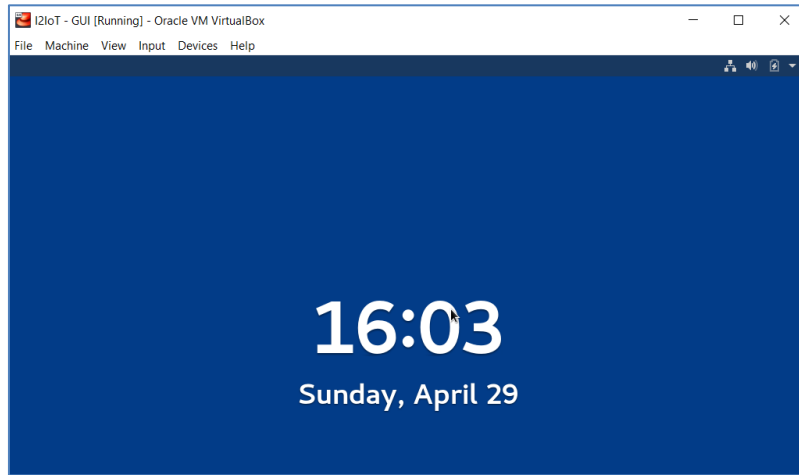 I2IoT - GUI [Running] - Oracle VM VirtualBox
File Machine View Input Devices Help
16:03
Sunday, April 29